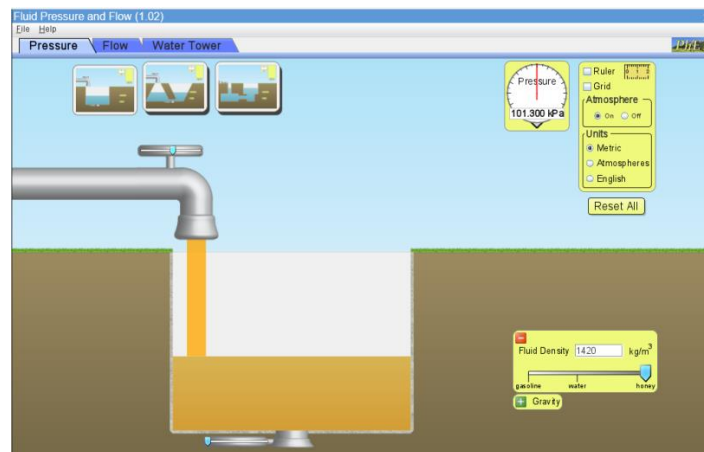 Fluid Pressure and Flow (1.02)
File Help
Pressure Flow Water Tower
Pressure
101.300 kPa
Ruler
Grid
Atmosphere
On Off
Units
Metric
Atmospheres
English
Reset All
Fluid Density 1420 kg/m³
gasoline water honey
Gravity